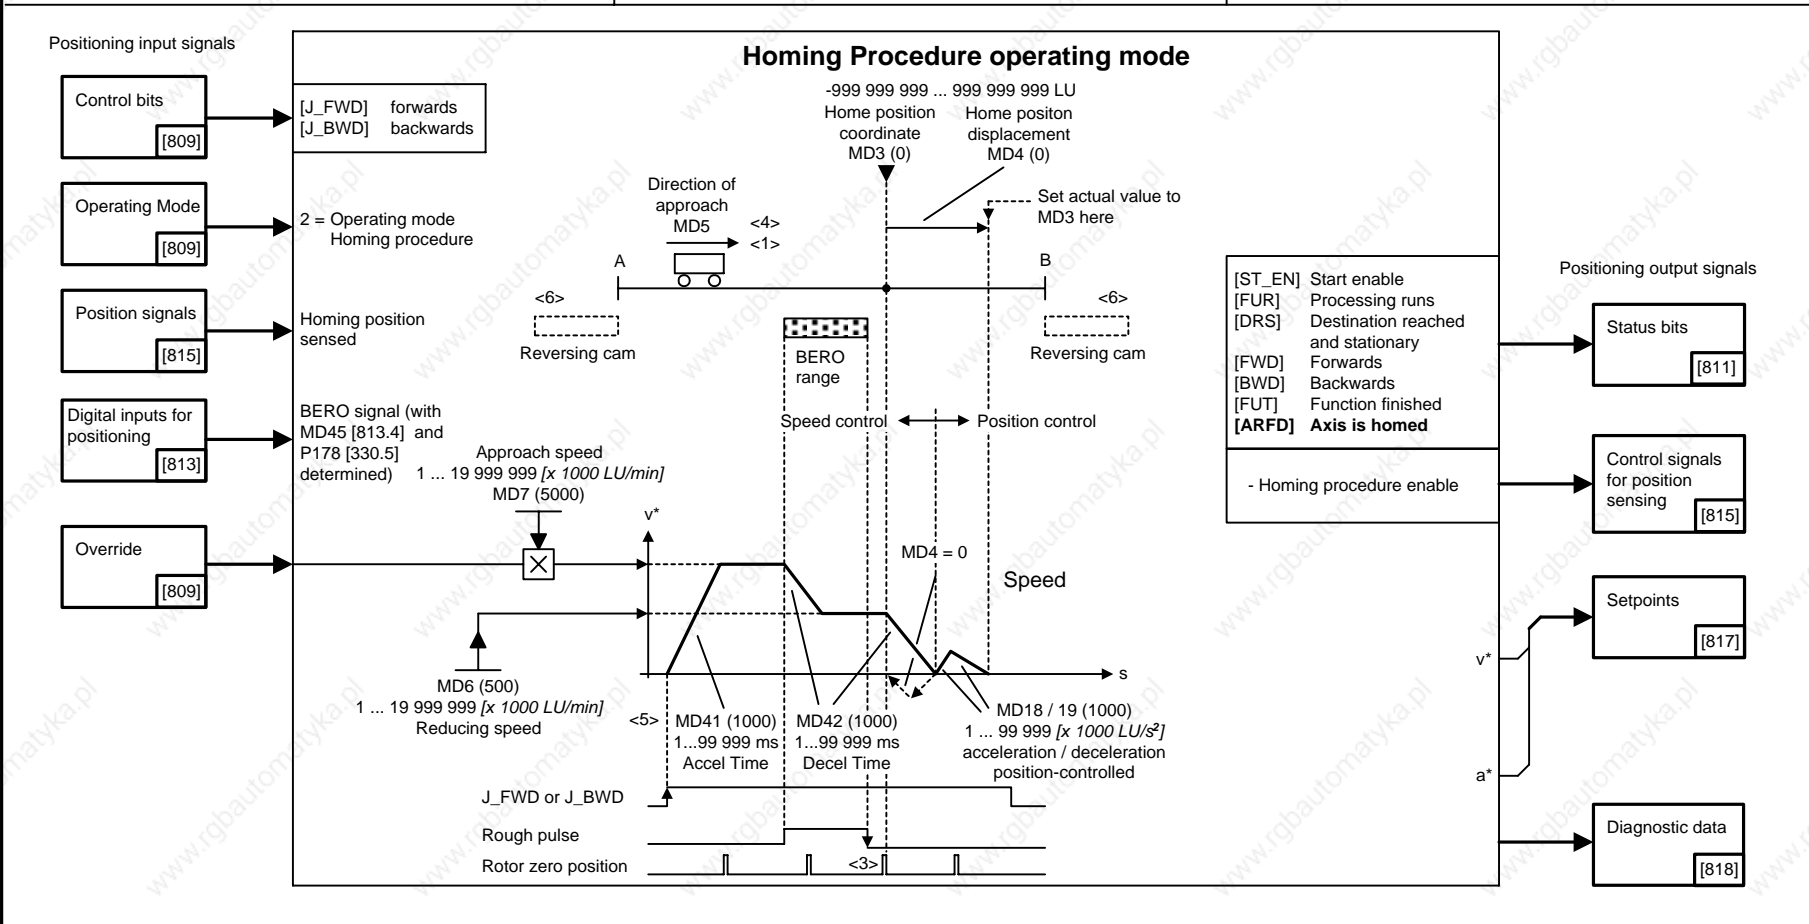 Positioning input signals
Control bits
[809]
Operating Mode
[809]
Position signals
[815]
Digital inputs for
positioning
[813]
Override
[809]
Homing Procedure operating mode
[J_FWD] forwards
[J_BWD] backwards
2 = Operating mode
Homing procedure
Homing position
sensed
BERO signal (with
MD45 [813.4] and
P178 [330.5]
determined)
-999 999 999 ... 999 999 999 LU
Home position
coordinate
MD3 (0)
Home positon
displacement
MD4 (0)
Direction of
approach
MD5
<4>
<1>
Set actual value to
MD3 here
A
B
<6>
<6>
Reversing cam
Reversing cam
BERO
range
Speed control
Position control
Approach speed
1 ... 19 999 999 [x 1000 LU/min]
MD7 (5000)
v*
MD4 = 0
Speed
s
MD6 (500)
1 ... 19 999 999 [x 1000 LU/min]
Reducing speed
<5>
MD41 (1000)
1...99 999 ms
Accel Time
MD42 (1000)
1...99 999 ms
Decel Time
MD18 / 19 (1000)
1 ... 99 999 [x 1000 LU/s²]
acceleration / deceleration
position-controlled
J_FWD or J_BWD
Rough pulse
Rotor zero position
<3>
[ST_EN] Start enable
[FUR] Processing runs
[DRS] Destination reached
and stationary
[FWD] Forwards
[BWD] Backwards
[FUT] Function finished
[ARFD] Axis is homed
- Homing procedure enable
v*
a*
Positioning output signals
Status bits
[811]
Control signals
for position
sensing
[815]
Setpoints
[817]
Diagnostic data
[818]
www.rgbautomatyka.pl